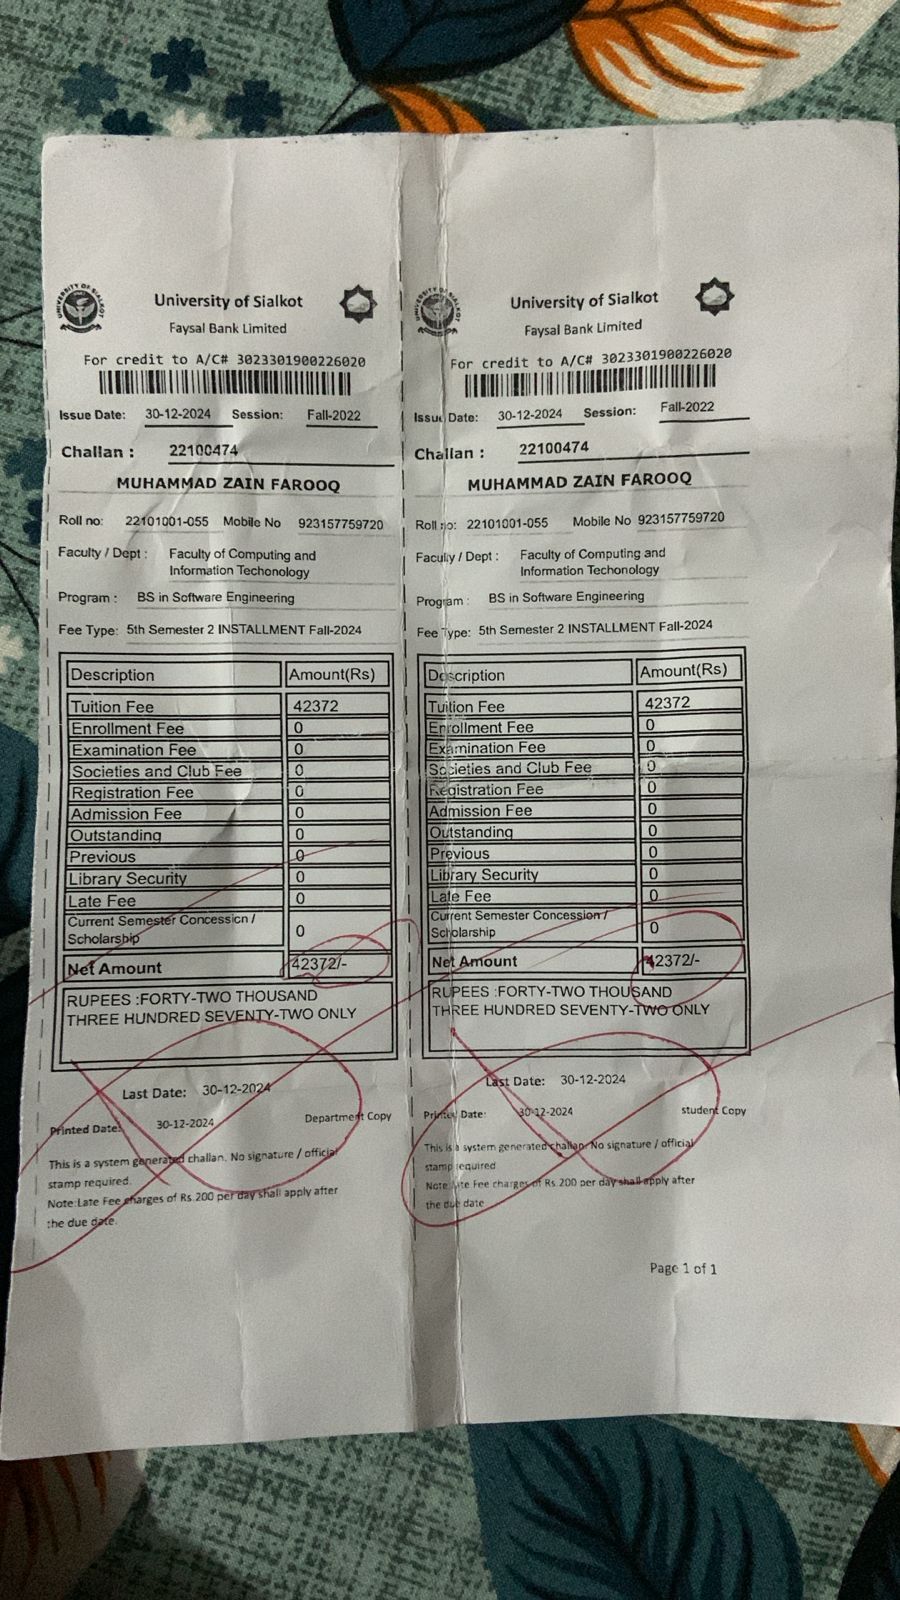 UNIVERSITY OF SIALKOT
University of Sialkot
Faysal Bank Limited
For credit to A/C# 3023301900226020
Issue Date: 30-12-2024 Session: Fall-2022
Challan : 22100474
MUHAMMAD ZAIN FAROOQ
Roll no: 22101001-055 Mobile No 923157759720
Faculty / Dept : Faculty of Computing and
Information Techonology
Program : BS in Software Engineering
Fee Type: 5th Semester 2 INSTALLMENT Fall-2024
Description Amount(Rs)
Tuition Fee 42372
Enrollment Fee 0
Examination Fee 0
Societies and Club Fee 0
Registration Fee 0
Admission Fee 0
Outstanding 0
Previous 0
Library Security 0
Late Fee 0
Current Semester Concession /
Scholarship 0
Net Amount 42372/-
RUPEES :FORTY-TWO THOUSAND
THREE HUNDRED SEVENTY-TWO ONLY
Last Date: 30-12-2024
Printed Date: 30-12-2024 Department Copy
This is a system generated challan. No signature / official
stamp required.
Note:Late Fee charges of Rs.200 per day shall apply after
the due date.
UNIVERSITY OF SIALKOT
University of Sialkot
Faysal Bank Limited
For credit to A/C# 3023301900226020
Issue Date: 30-12-2024 Session: Fall-2022
Challan : 22100474
MUHAMMAD ZAIN FAROOQ
Roll no: 22101001-055 Mobile No 923157759720
Faculty / Dept : Faculty of Computing and
Information Techonology
Program : BS in Software Engineering
Fee Type: 5th Semester 2 INSTALLMENT Fall-2024
Description Amount(Rs)
Tuition Fee 42372
Enrollment Fee 0
Examination Fee 0
Societies and Club Fee 0
Registration Fee 0
Admission Fee 0
Outstanding 0
Previous 0
Library Security 0
Late Fee 0
Current Semester Concession /
Scholarship 0
Net Amount 42372/-
RUPEES :FORTY-TWO THOUSAND
THREE HUNDRED SEVENTY-TWO ONLY
Last Date: 30-12-2024
Printed Date: 30-12-2024 student Copy
This is a system generated challan. No signature / official
stamp required.
Note:Late Fee charges of Rs.200 per day shall apply after
the due date.
Page 1 of 1